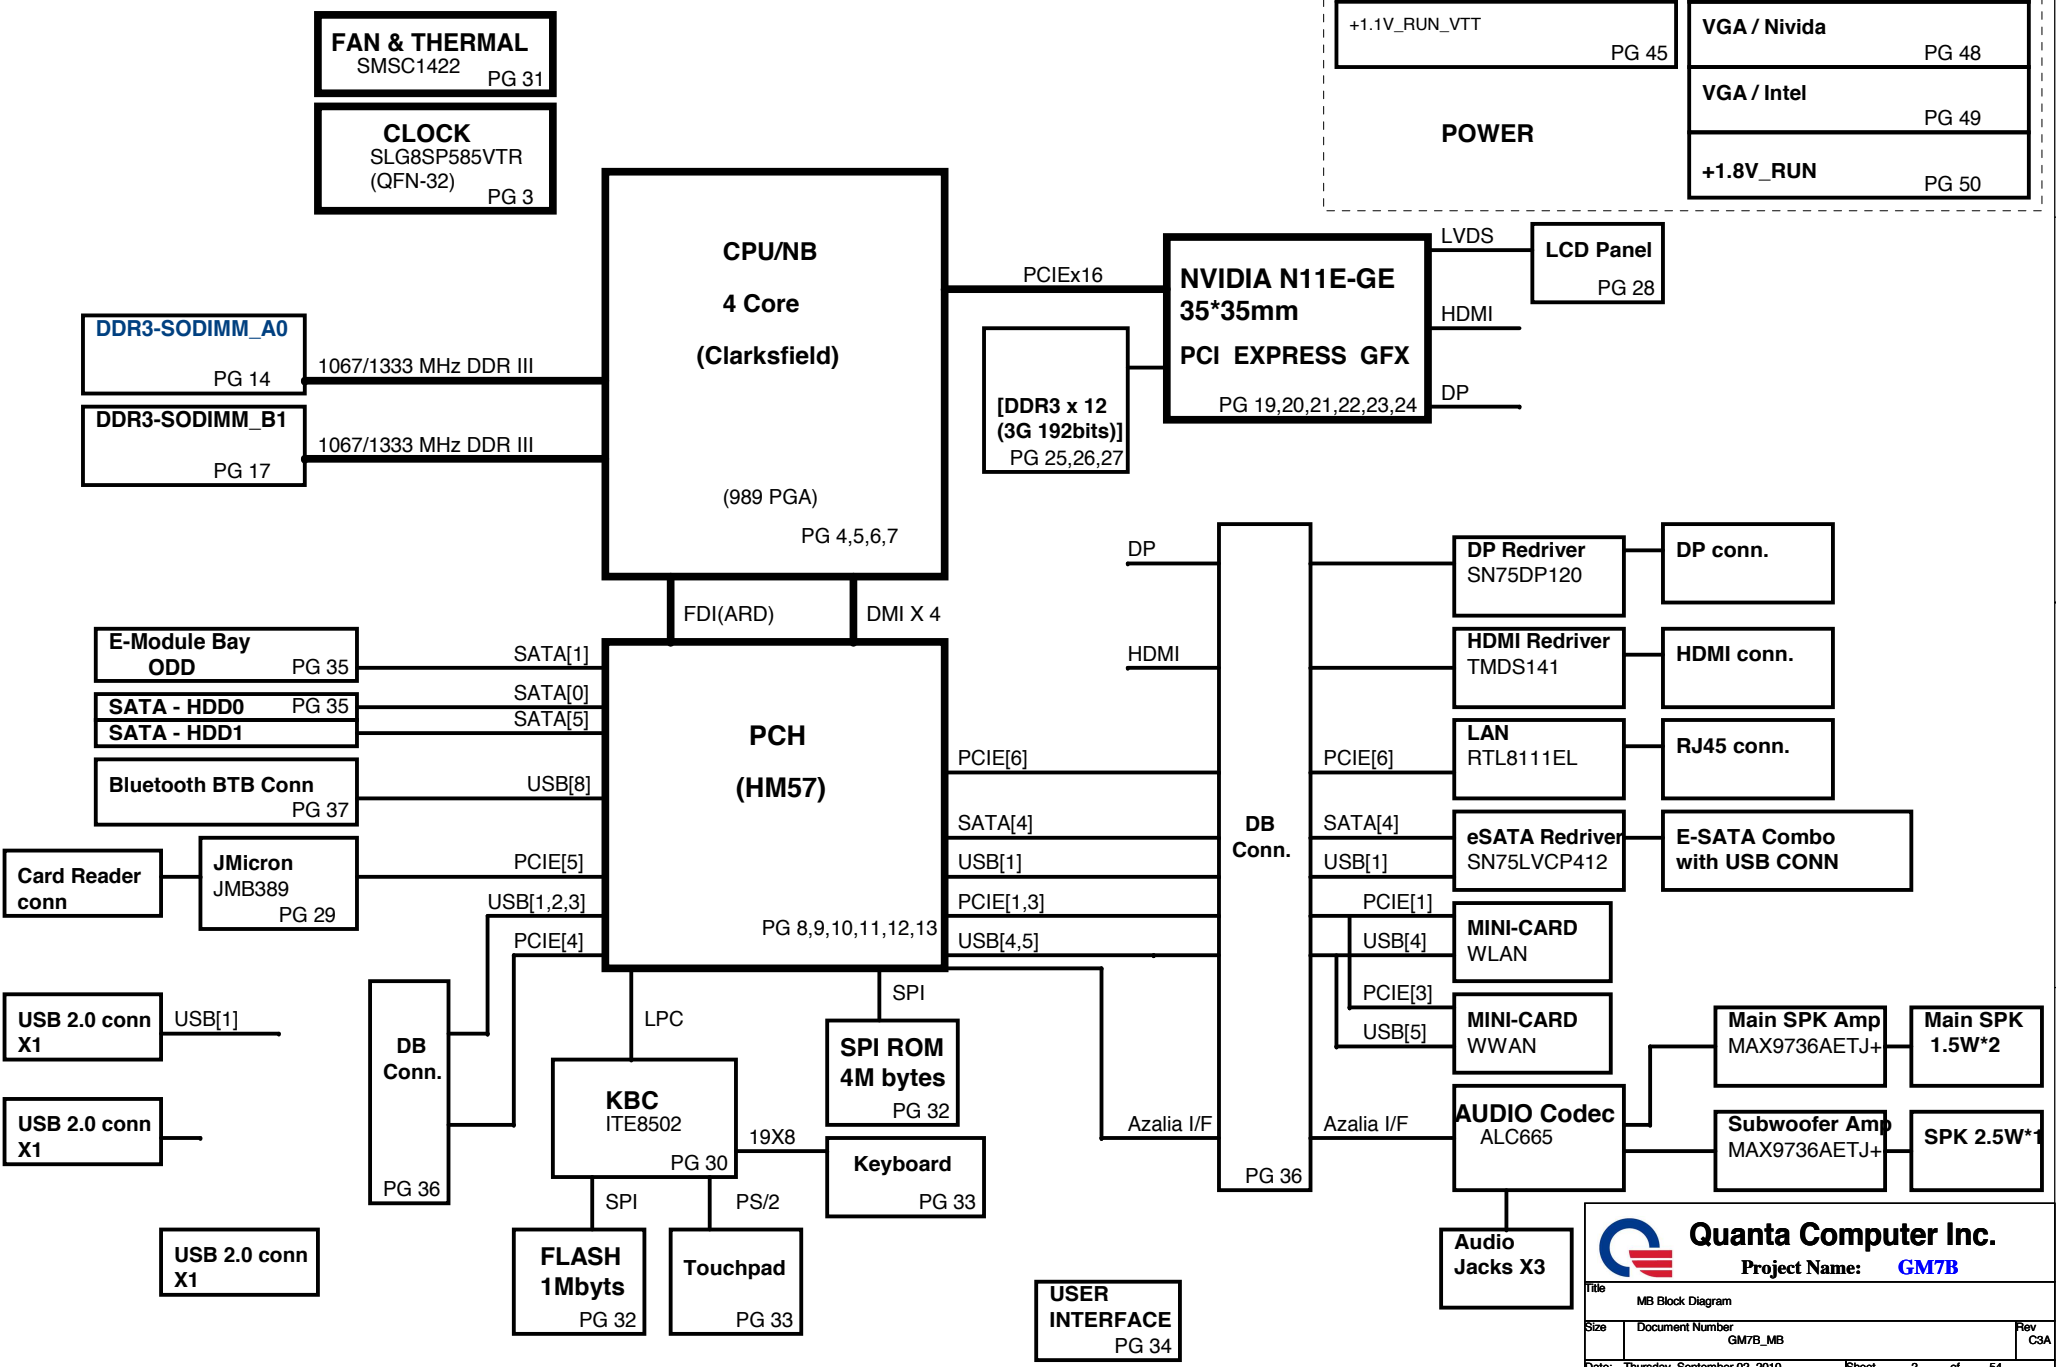 FAN & THERMAL
SMSC1422
PG 31
CLOCK
SLG8SP585VTR
(QFN-32)
PG 3
+1.1V_RUN_VTT
PG 45
VGA / Nivida
PG 48
VGA / Intel
PG 49
POWER
+1.8V_RUN
PG 50
CPU/NB
4 Core
(Clarksfield)
(989 PGA)
PG 4,5,6,7
PCIEx16
NVIDIA N11E-GE
35*35mm
PCI EXPRESS GFX
PG 19,20,21,22,23,24
LVDS
LCD Panel
PG 28
HDMI
DP
[DDR3 x 12
(3G 192bits)]
PG 25,26,27
DDR3-SODIMM_A0
PG 14
1067/1333 MHz DDR III
DDR3-SODIMM_B1
PG 17
1067/1333 MHz DDR III
FDI(ARD)
DMI X 4
E-Module Bay
ODD
PG 35
SATA[1]
SATA - HDD0
PG 35
SATA[0]
SATA - HDD1
SATA[5]
Bluetooth BTB Conn
PG 37
USB[8]
Card Reader
conn
JMicron
JMB389
PG 29
PCIE[5]
USB[1,2,3]
PCIE[4]
PCH
(HM57)
PG 8,9,10,11,12,13
PCIE[6]
SATA[4]
USB[1]
PCIE[1,3]
USB[4,5]
DP
HDMI
Azalia I/F
DB
Conn.
PG 36
DP Redriver
SN75DP120
DP conn.
HDMI Redriver
TMDS141
HDMI conn.
PCIE[6]
LAN
RTL8111EL
RJ45 conn.
SATA[4]
USB[1]
eSATA Redriver
SN75LVCP412
E-SATA Combo
with USB CONN
PCIE[1]
USB[4]
MINI-CARD
WLAN
PCIE[3]
USB[5]
MINI-CARD
WWAN
Azalia I/F
AUDIO Codec
ALC665
Main SPK Amp
MAX9736AETJ+
Main SPK
1.5W*2
Subwoofer Amp
MAX9736AETJ+
SPK 2.5W*1
Audio
Jacks X3
USB 2.0 conn
X1
USB[1]
USB 2.0 conn
X1
USB 2.0 conn
X1
DB
Conn.
PG 36
LPC
SPI
KBC
ITE8502
PG 30
SPI ROM
4M bytes
PG 32
19X8
Keyboard
PG 33
SPI
PS/2
FLASH
1Mbyts
PG 32
Touchpad
PG 33
USER
INTERFACE
PG 34
Quanta Computer Inc.
Project Name: GM7B
Title
MB Block Diagram
Size
Document Number
GM7B_MB
Rev
C3A
Date: Thursday, September 02, 2010 Sheet 2 of 54